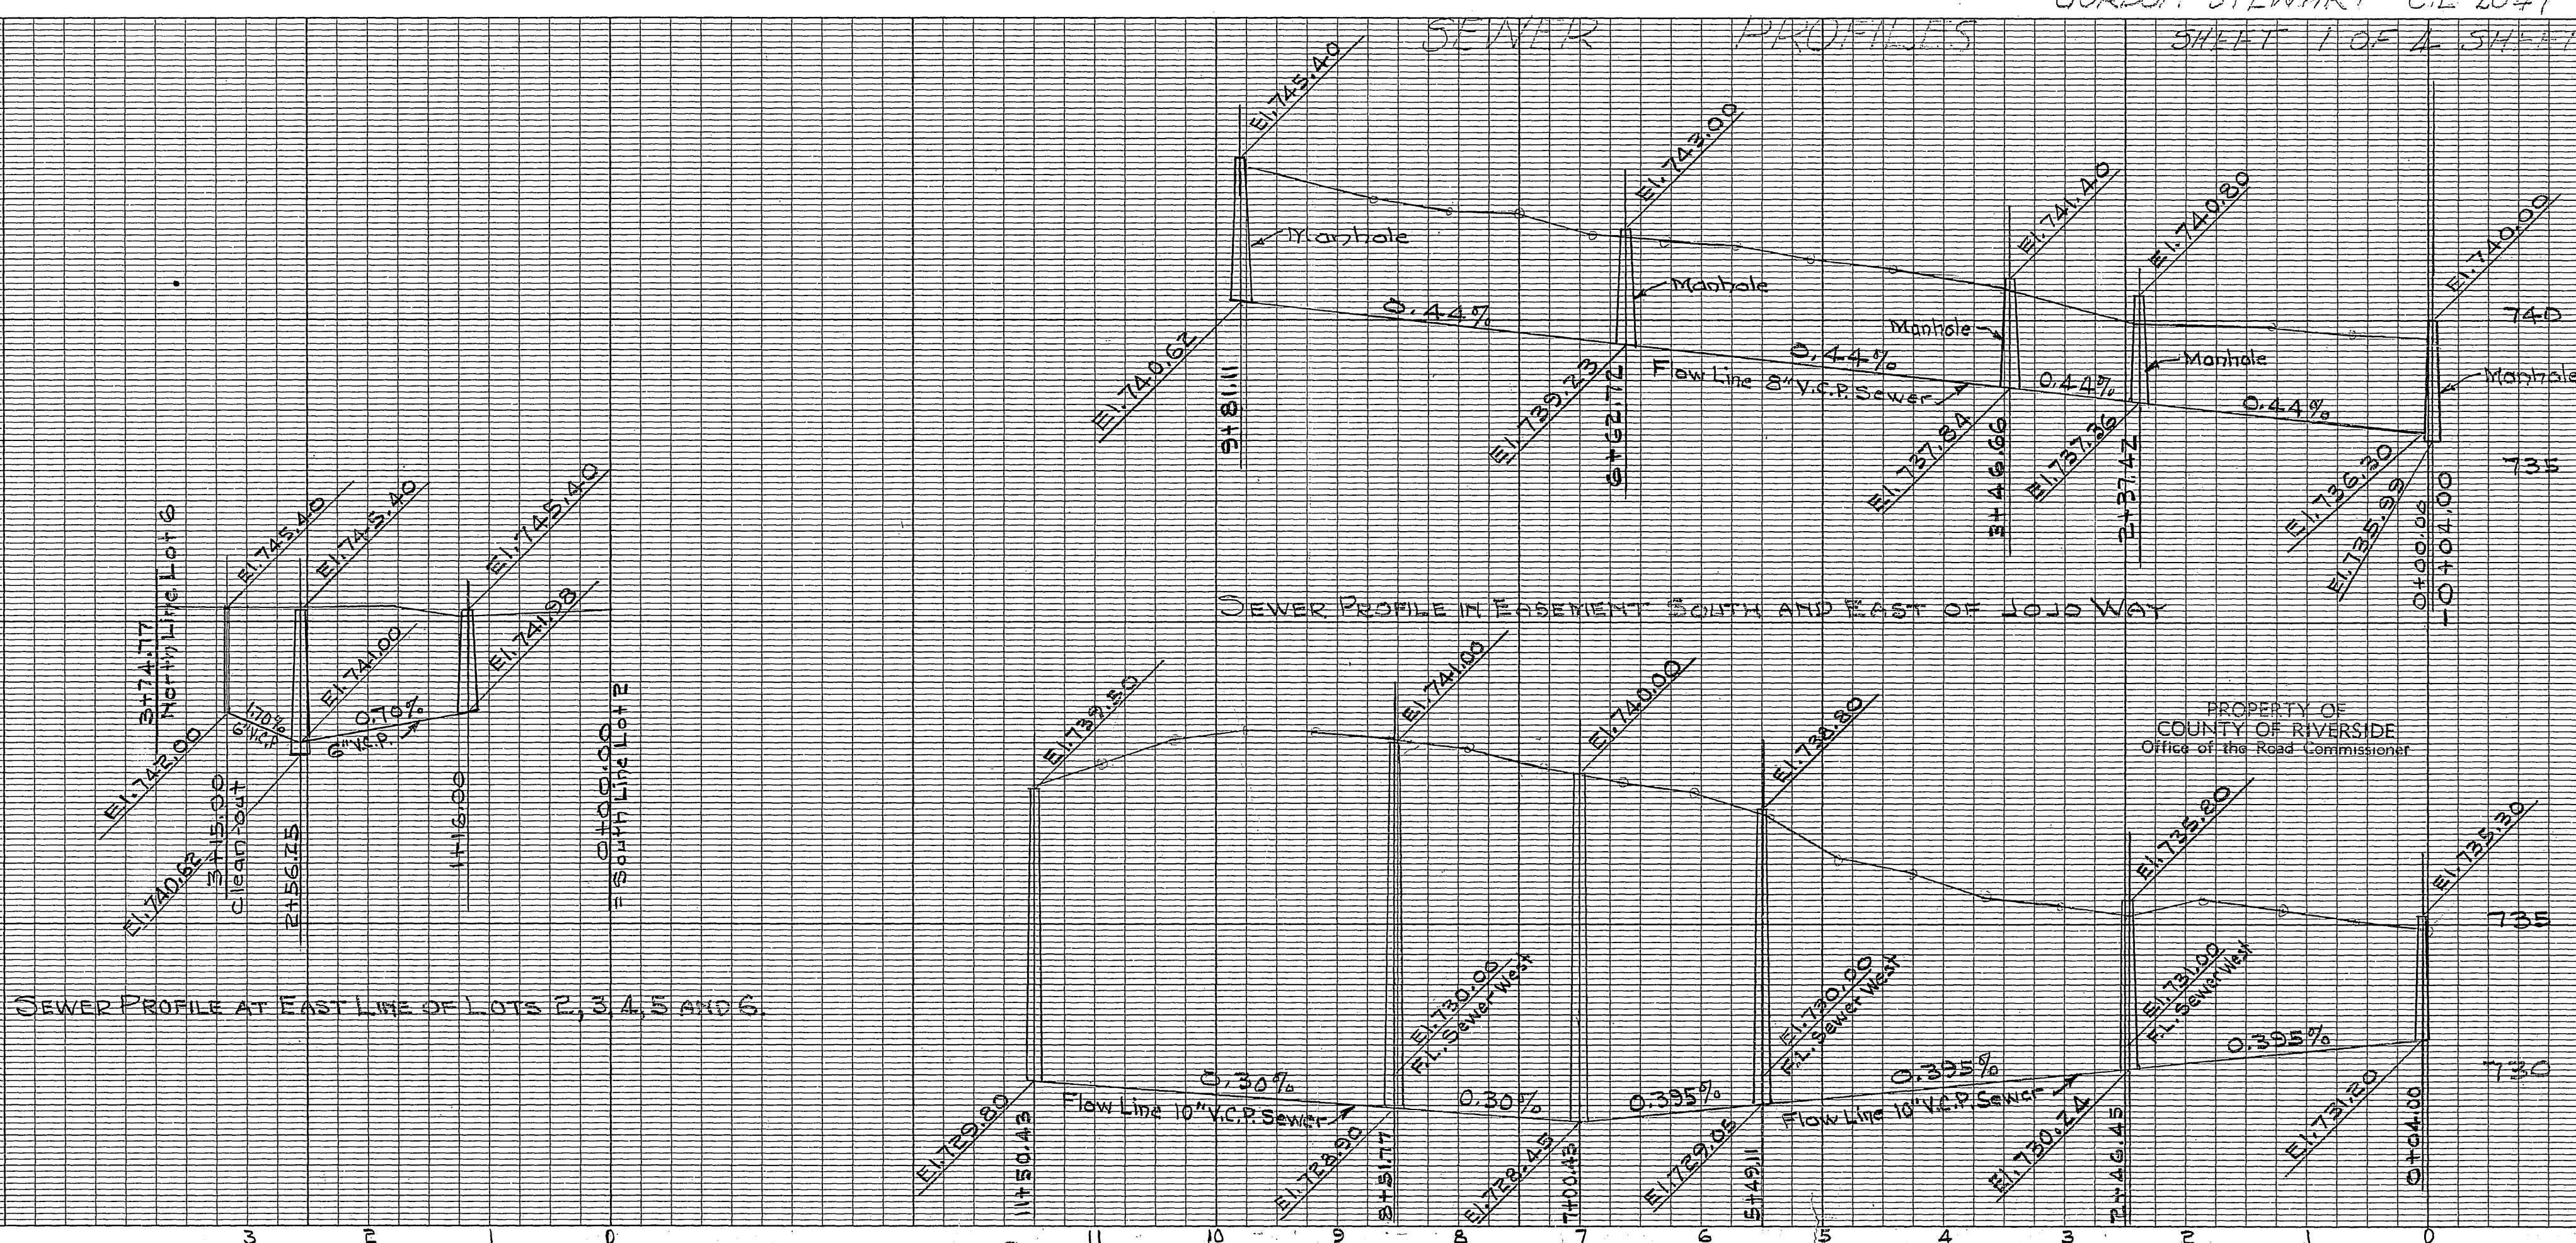 SEWER PROFILES
SHEET 1 OF 4
El. 745.40
El. 743.00
El. 741.40
El. 740.80
El. 740.00
Manhole
Manhole
Manhole
Manhole
Manhole
0.44%
0.44%
0.44%
0.44%
Flow Line 8" V.C.P. Sewer
740
735
El. 740.62
9+81.11
El. 739.23
6+62.72
El. 737.84
3+46.66
El. 737.36
2+37.42
El. 736.30
El. 735.99
0+00.00
-0+04.00
SEWER PROFILE IN EASEMENT SOUTH AND EAST OF JOJO WAY
3+74.77
North Line Lot 6
El. 745.40
El. 745.40
El. 745.40
El. 741.00
El. 741.98
1.70%
6" V.C.P.
0.70%
6" V.C.P.
El. 742.00
El. 740.62
3+15.00
Clean-out
2+56.25
1+16.00
0+00.00
= South Line Lot 2
SEWER PROFILE AT EAST LINE OF LOTS 2, 3, 4, 5 AND 6.
PROPERTY OF
COUNTY OF RIVERSIDE
Office of the Road Commissioner
El. 739.50
El. 741.00
El. 740.00
El. 738.80
El. 735.80
El. 735.30
735
El. 730.00
F.L. Sewer West
El. 730.00
F.L. Sewer West
El. 731.00
F.L. Sewer West
730
0.30%
0.30%
0.395%
0.395%
0.395%
Flow Line 10" V.C.P. Sewer
Flow Line 10" V.C.P. Sewer
El. 729.80
11+50.43
El. 728.90
8+51.77
El. 728.45
7+00.43
El. 729.05
5+49.11
El. 730.24
2+46.45
El. 731.20
0+04.00
3 2 1 0 11 10 9 8 7 6 5 4 3 2 1 0